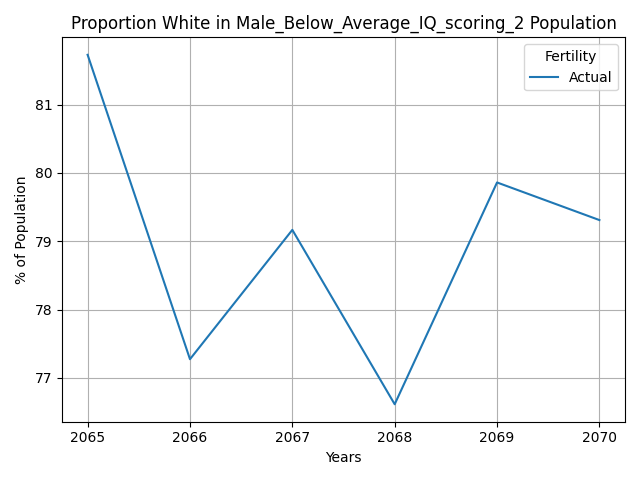 Proportion White in Male_Below_Average_IQ_scoring_2 Population
Fertility
Actual
% of Population
81
80
79
78
77
2065 2066 2067 2068 2069 2070
Years